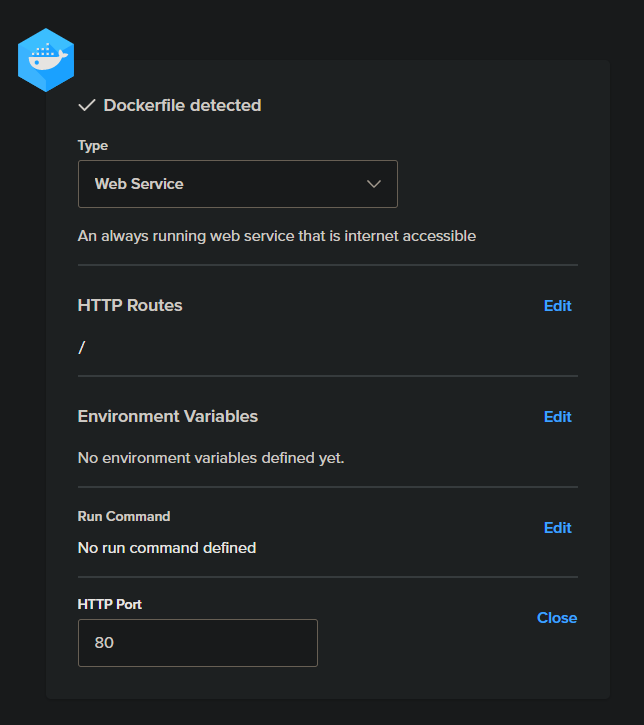 Dockerfile detected
Type
Web Service
An always running web service that is internet accessible
HTTP Routes
Edit
/
Environment Variables
Edit
No environment variables defined yet.
Run Command
Edit
No run command defined
HTTP Port
Close
80